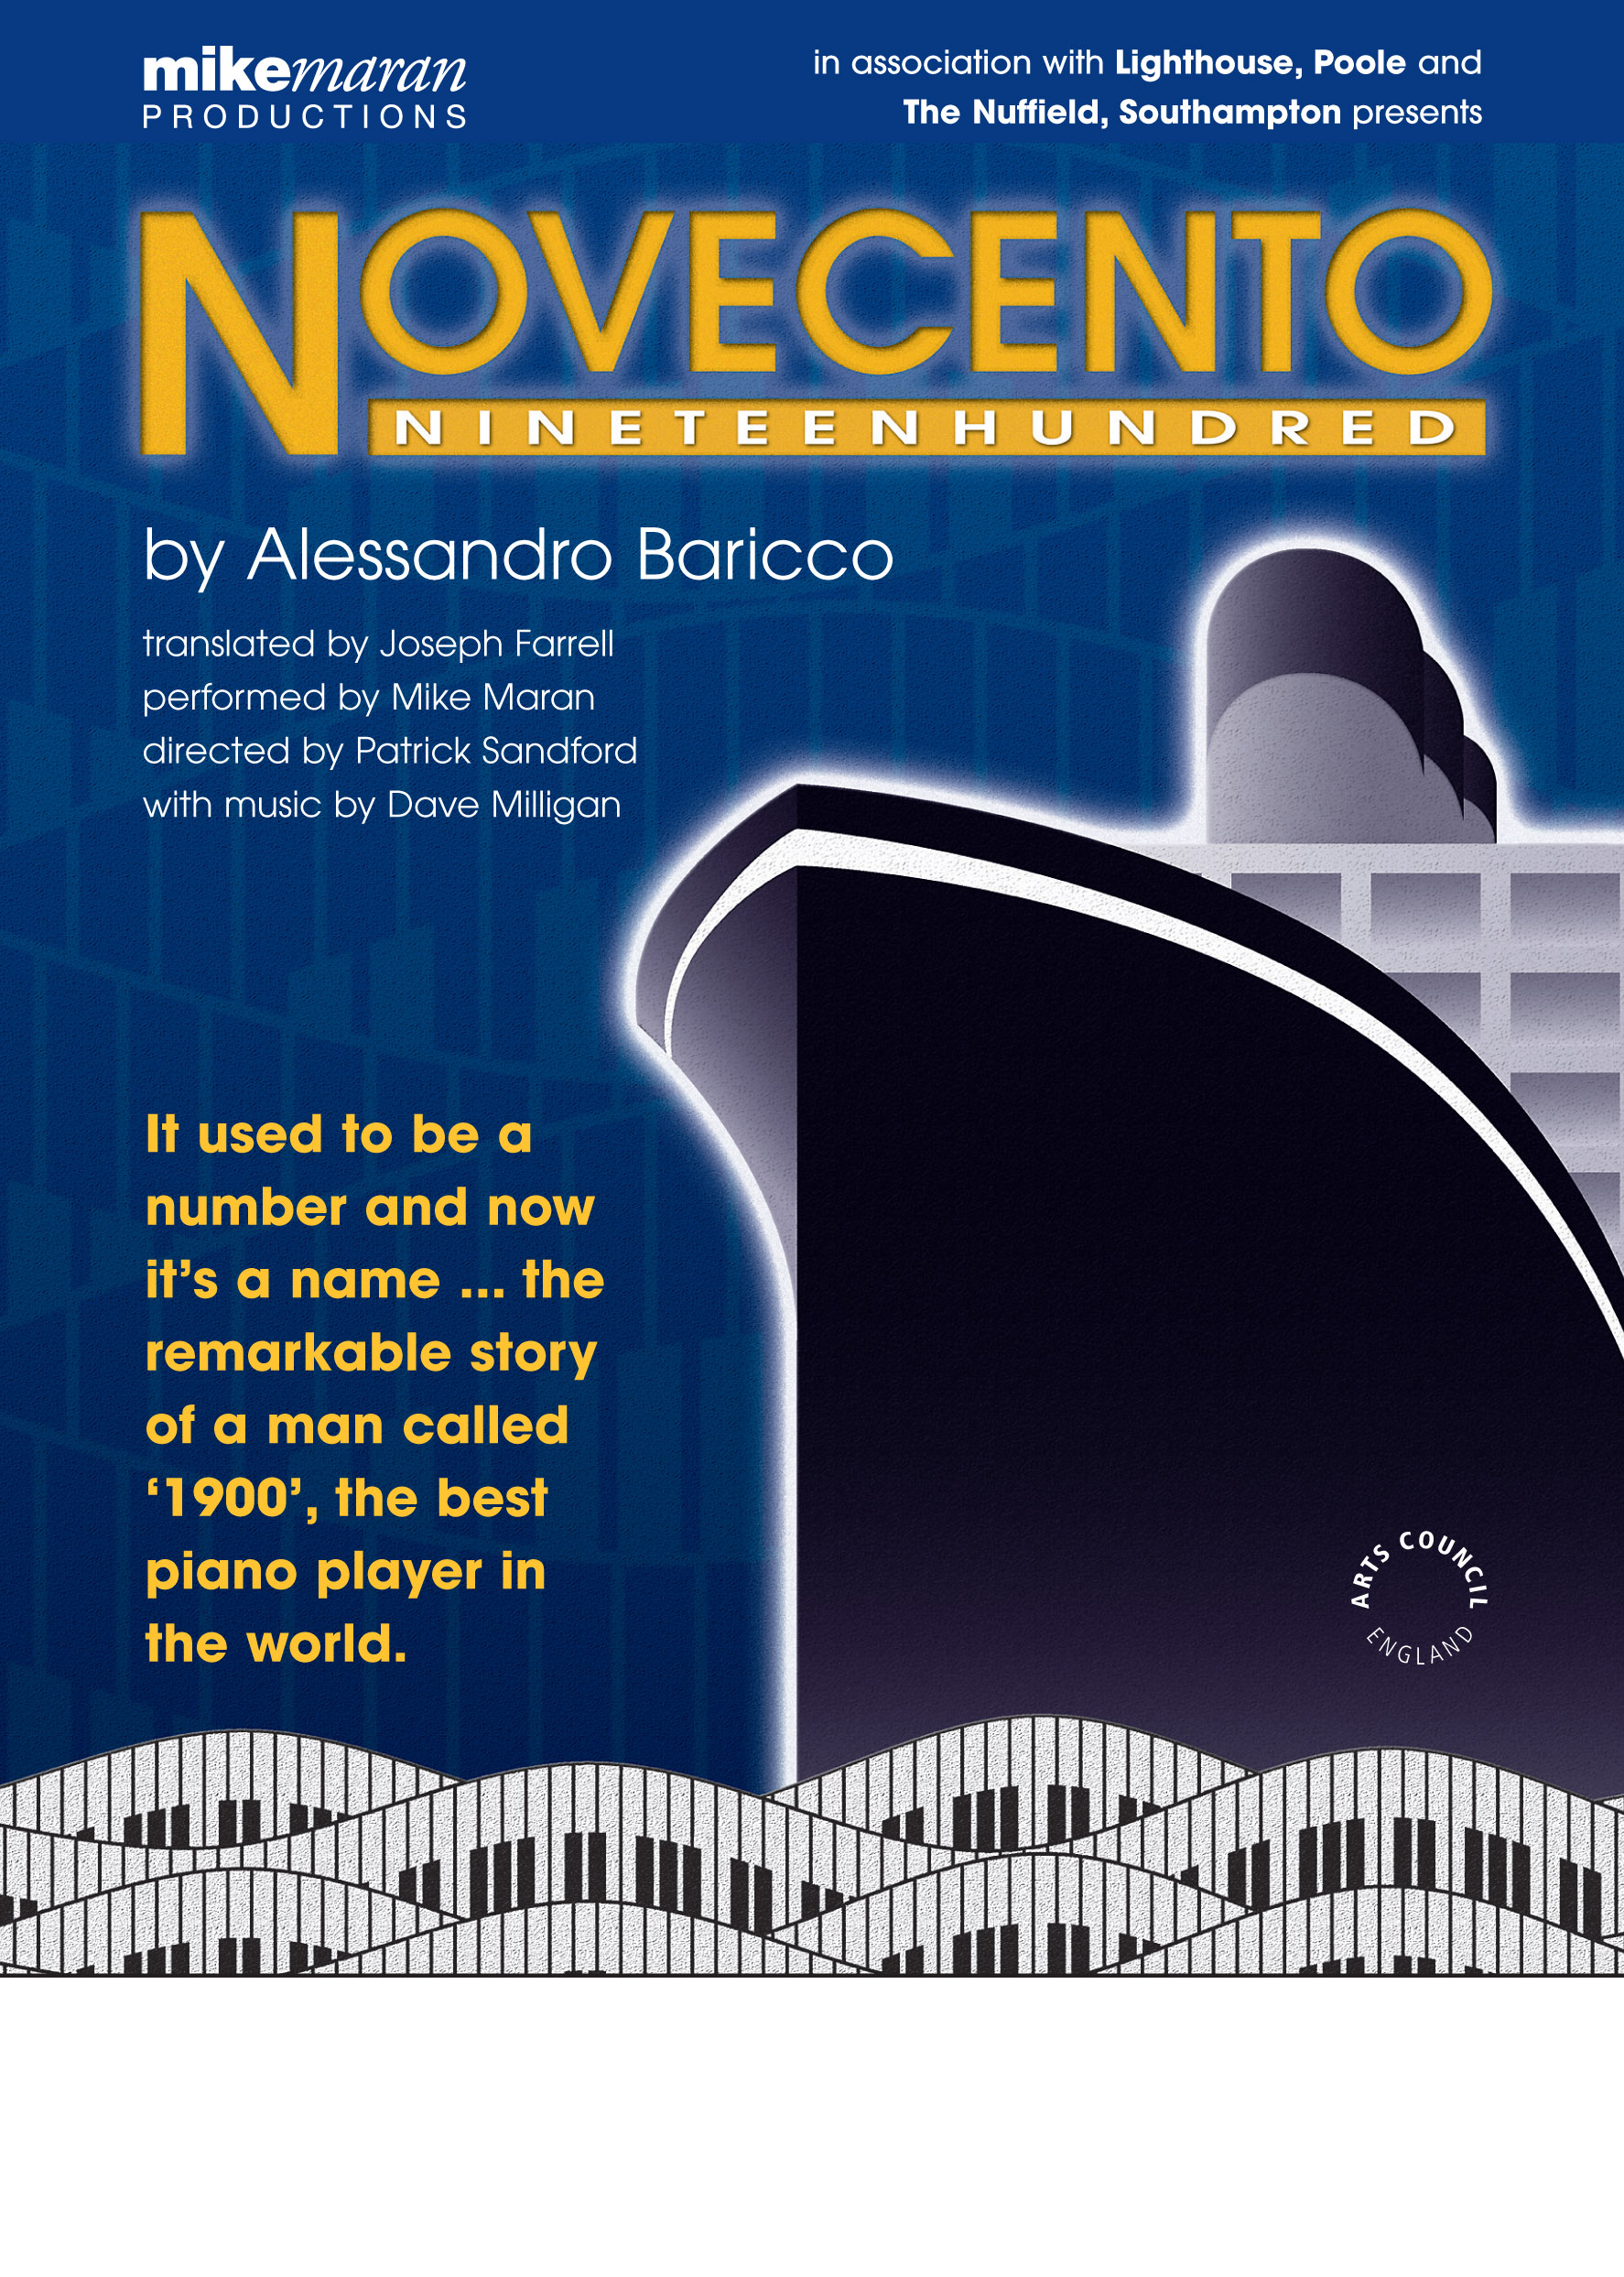 mikemaran
PRODUCTIONS
in association with Lighthouse, Poole and
The Nuffield, Southampton presents
NOVECENTO
NINETEENHUNDRED
by Alessandro Baricco
translated by Joseph Farrell
performed by Mike Maran
directed by Patrick Sandford
with music by Dave Milligan
It used to be a
number and now
it’s a name ... the
remarkable story
of a man called
‘1900’, the best
piano player in
the world.
ARTS COUNCIL
ENGLAND